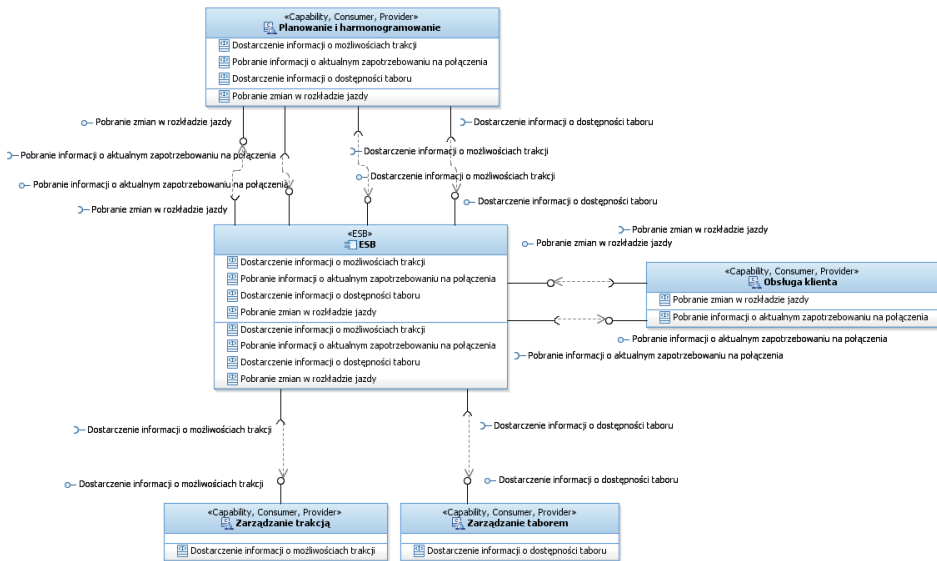 «Capability, Consumer, Provider»
Planowanie i harmonogramowanie
Dostarczenie informacji o możliwościach trakcji
Pobranie informacji o aktualnym zapotrzebowaniu na połączenia
Dostarczenie informacji o dostępności taboru
Pobranie zmian w rozkładzie jazdy
Pobranie zmian w rozkładzie jazdy
Dostarczenie informacji o dostępności taboru
Pobranie informacji o aktualnym zapotrzebowaniu na połączenia
Dostarczenie informacji o możliwościach trakcji
Dostarczenie informacji o możliwościach trakcji
Pobranie informacji o aktualnym zapotrzebowaniu na połączenia
Dostarczenie informacji o dostępności taboru
Pobranie zmian w rozkładzie jazdy
«ESB»
ESB
Dostarczenie informacji o możliwościach trakcji
Pobranie informacji o aktualnym zapotrzebowaniu na połączenia
Dostarczenie informacji o dostępności taboru
Pobranie zmian w rozkładzie jazdy
Dostarczenie informacji o możliwościach trakcji
Pobranie informacji o aktualnym zapotrzebowaniu na połączenia
Dostarczenie informacji o dostępności taboru
Pobranie zmian w rozkładzie jazdy
Pobranie zmian w rozkładzie jazdy
Pobranie zmian w rozkładzie jazdy
«Capability, Consumer, Provider»
Obsługa klienta
Pobranie zmian w rozkładzie jazdy
Pobranie informacji o aktualnym zapotrzebowaniu na połączenia
Pobranie informacji o aktualnym zapotrzebowaniu na połączenia
Pobranie informacji o aktualnym zapotrzebowaniu na połączenia
Dostarczenie informacji o możliwościach trakcji
Dostarczenie informacji o dostępności taboru
Dostarczenie informacji o możliwościach trakcji
Dostarczenie informacji o dostępności taboru
«Capability, Consumer, Provider»
Zarządzanie trakcją
Dostarczenie informacji o możliwościach trakcji
«Capability, Consumer, Provider»
Zarządzanie taborem
Dostarczenie informacji o dostępności taboru